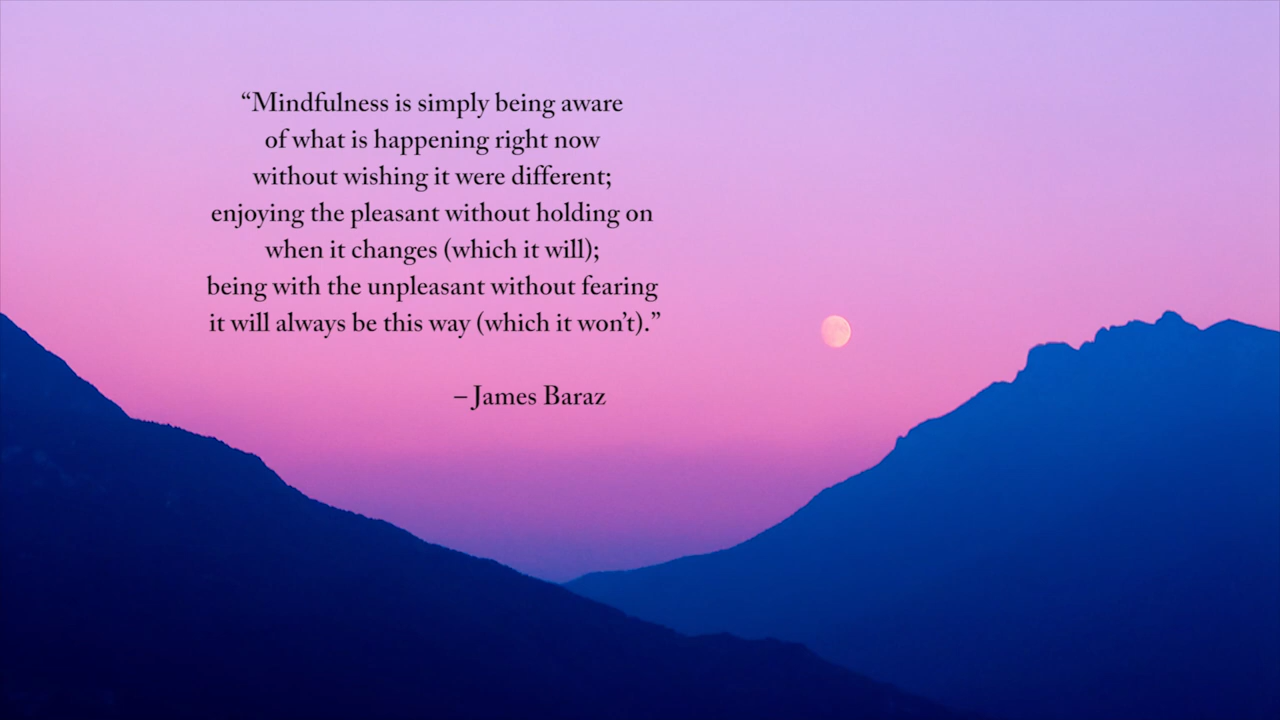 “Mindfulness is simply being aware
of what is happening right now
without wishing it were different;
enjoying the pleasant without holding on
when it changes (which it will);
being with the unpleasant without fearing
it will always be this way (which it won’t).”
– James Baraz